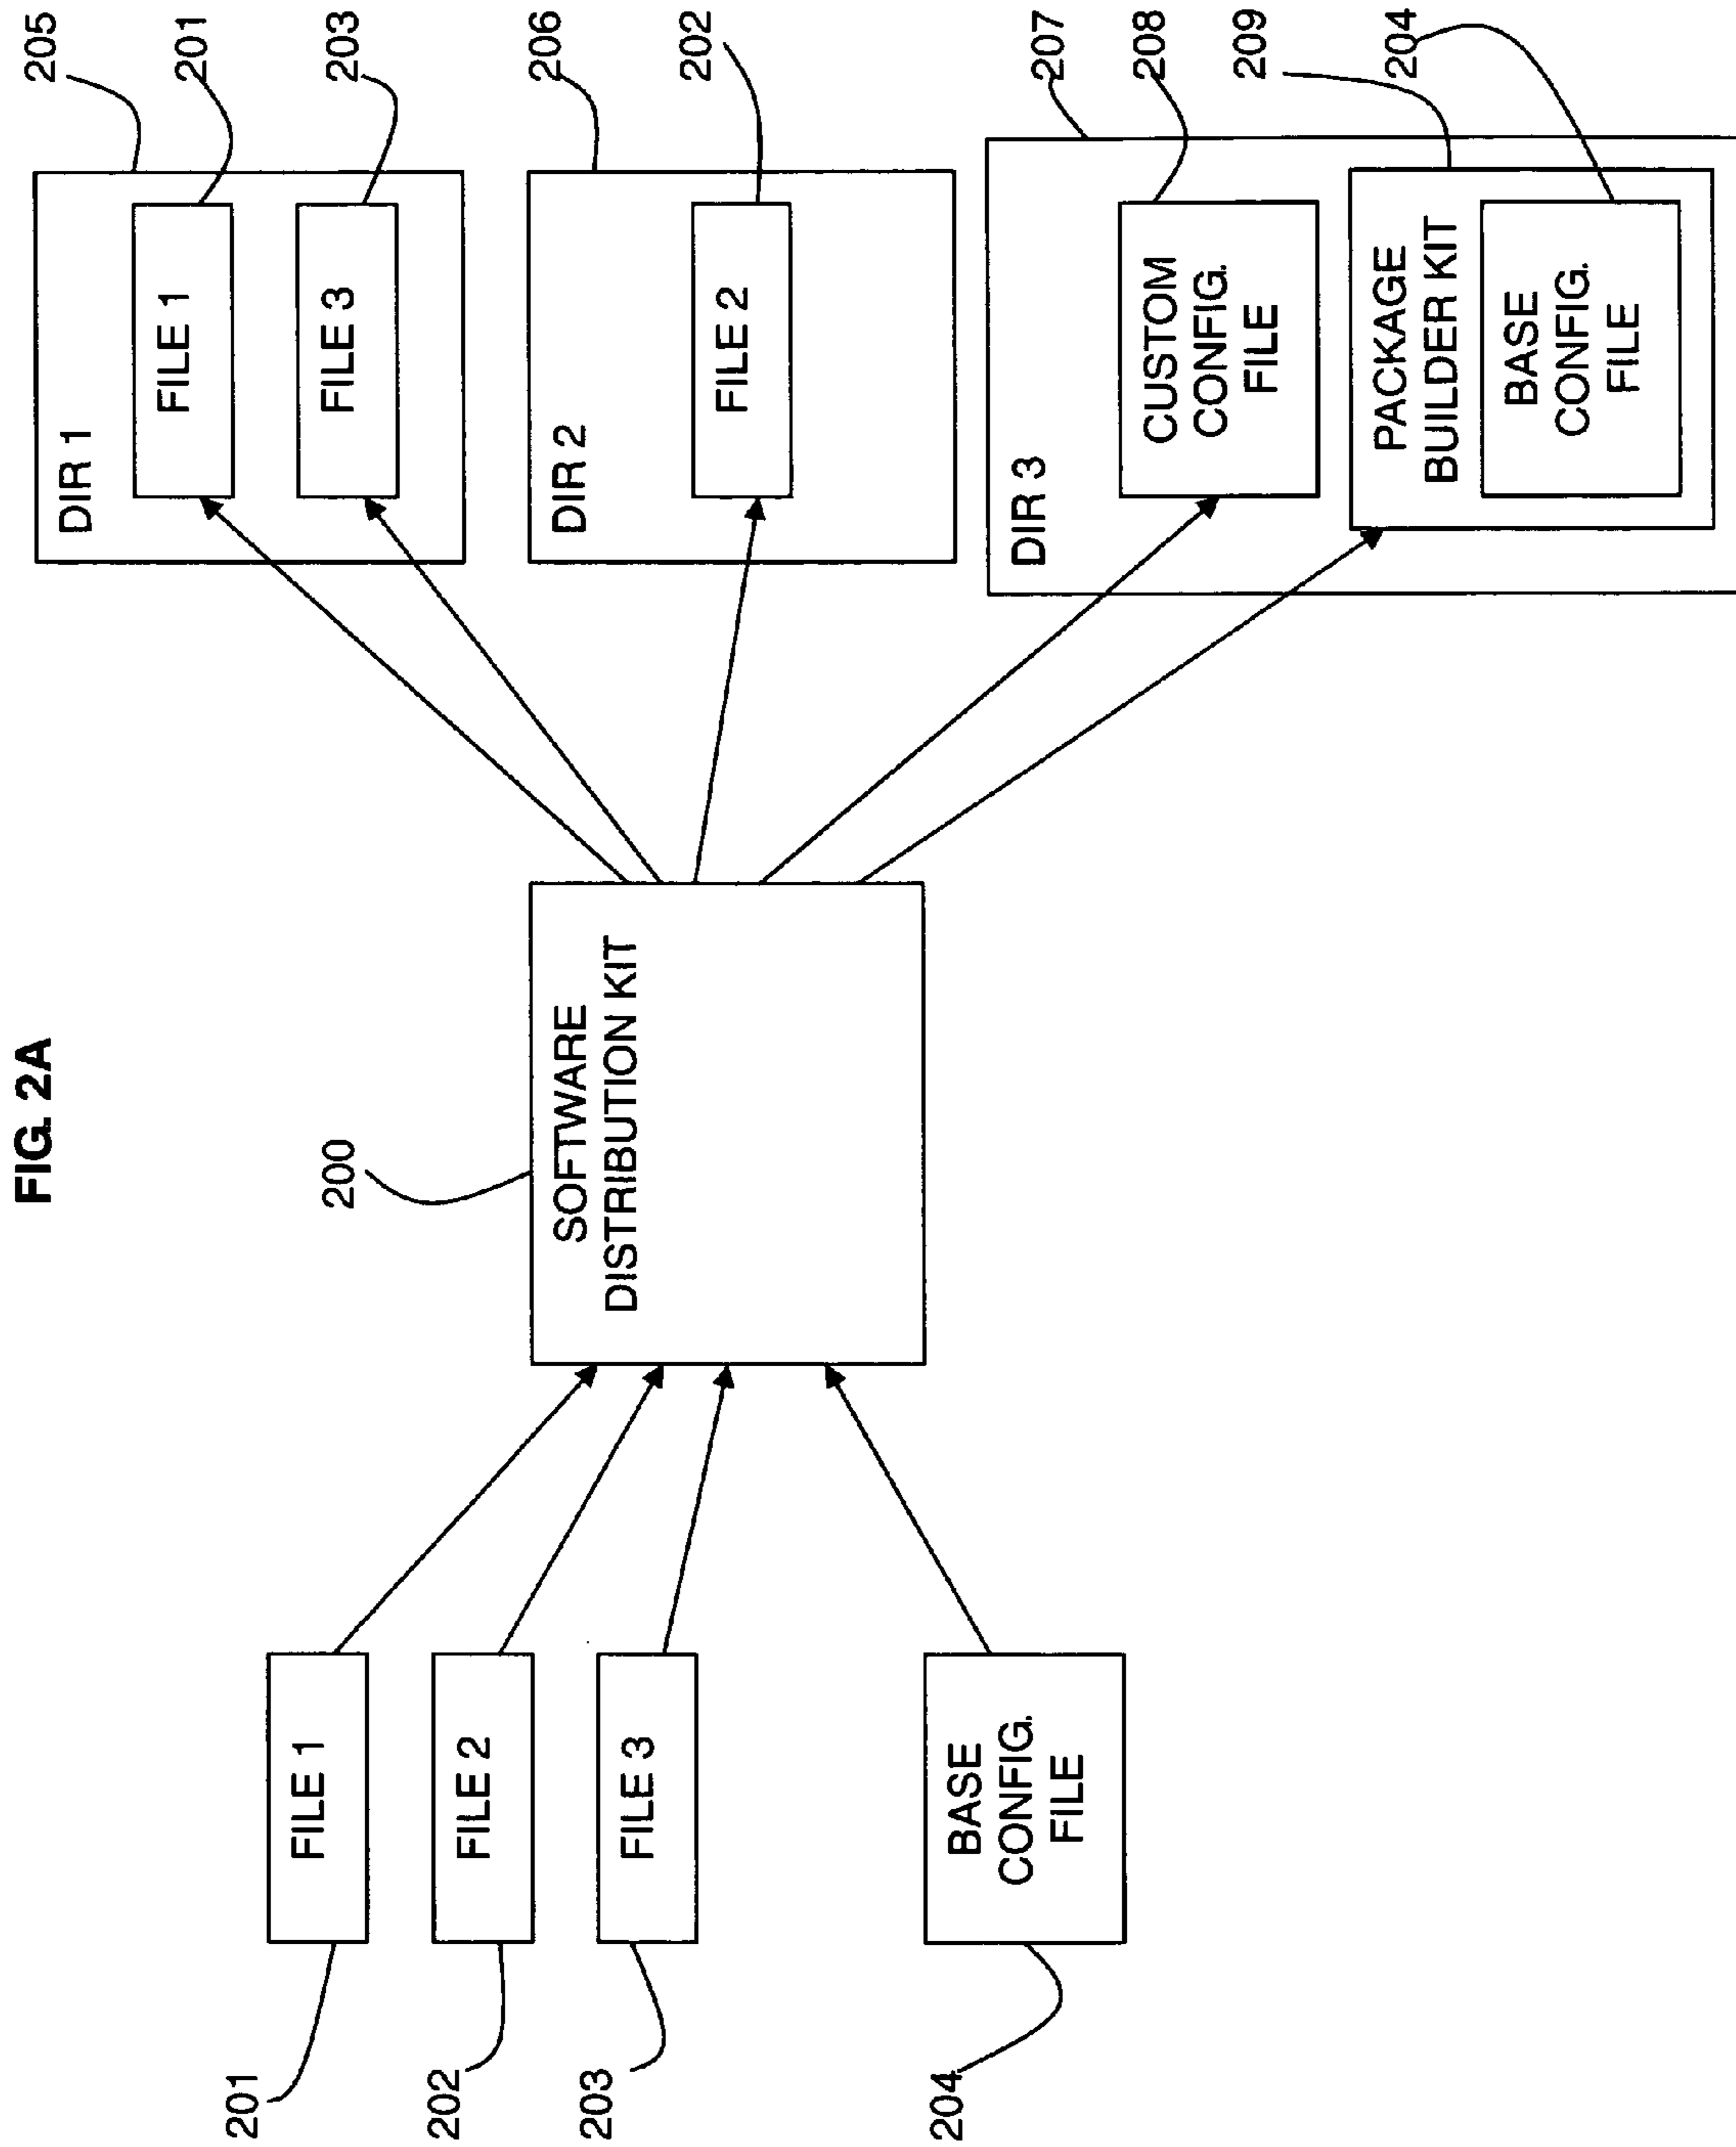 FIG. 2A
201
FILE 1
202
FILE 2
203
FILE 3
204
BASE
CONFIG.
FILE
200
SOFTWARE
DISTRIBUTION KIT
205
DIR 1
201
FILE 1
203
FILE 3
206
DIR 2
202
FILE 2
207
DIR 3
208
CUSTOM
CONFIG.
FILE
209
PACKAGE
BUILDER KIT
204
BASE
CONFIG.
FILE